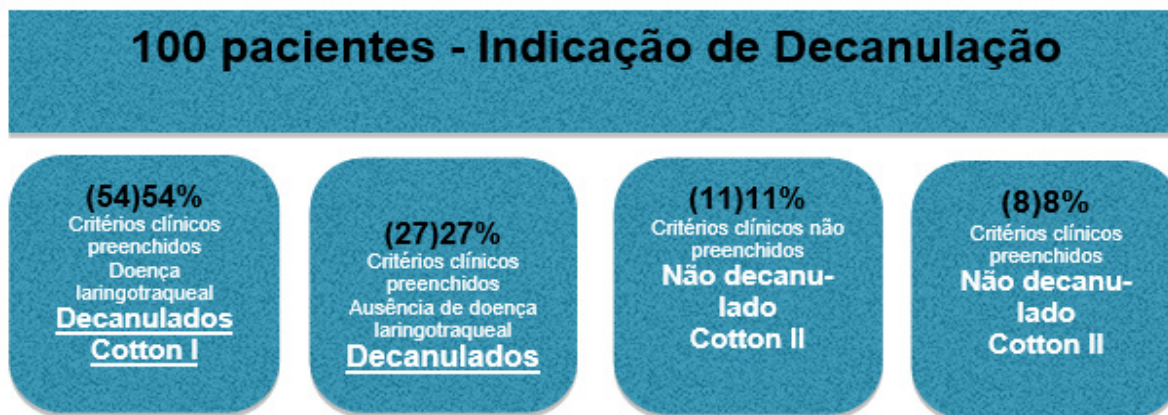 100 pacientes - Indicação de Decanulação
(54)54%
Critérios clínicos
preenchidos
Doença
laringotraqueal
Decanulados
Cotton I
(27)27%
Critérios clínicos
preenchidos
Ausência de doença
laringotraqueal
Decanulados
(11)11%
Critérios clínicos não
preenchidos
Não decanu-
lado
Cotton II
(8)8%
Critérios clínicos
preenchidos
Não decanu-
lado
Cotton II